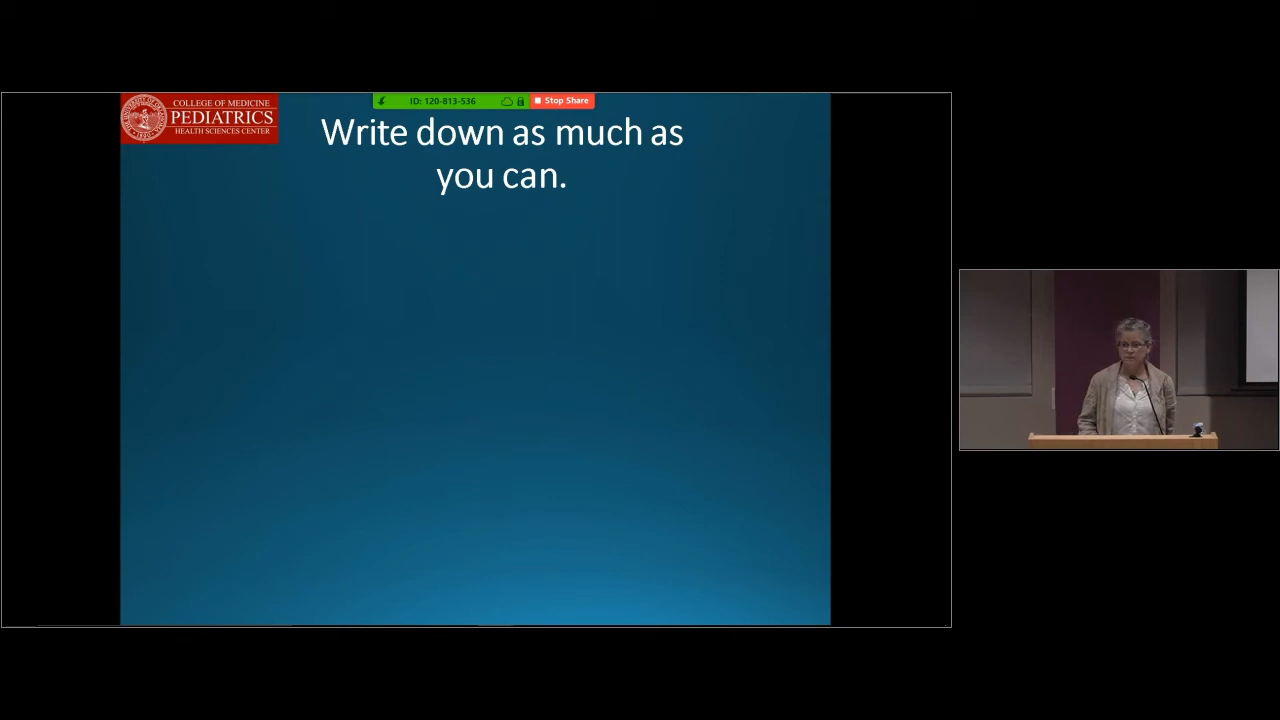 COLLEGE OF MEDICINE
PEDIATRICS
HEALTH SCIENCES CENTER
ID: 120-813-536
Stop Share
Write down as much as
you can.